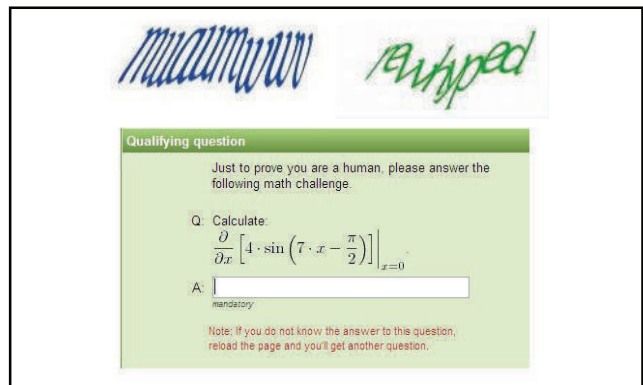 rewtyped
Qualifying question
Just to prove you are a human, please answer the
following math challenge.
Q: Calculate:
∂/∂x [4 · sin (7 · x − π/2)] |x=0 .
A:
mandatory
Note: If you do not know the answer to this question,
reload the page and you'll get another question.